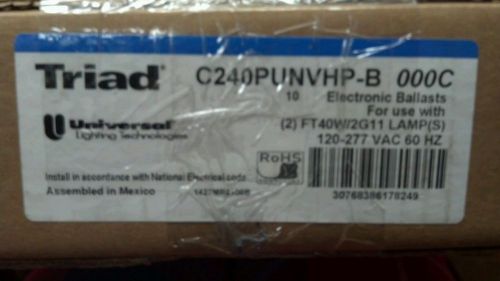 Triad C240PUNVHP-B 000C
10 Electronic Ballasts
For use with
Universal (2) FT40W/2G11 LAMP(S)
Lighting Technologies 120-277 VAC 60 HZ
RoHS
Install in accordance with National Electrical code
Assembled in Mexico 30768386178249